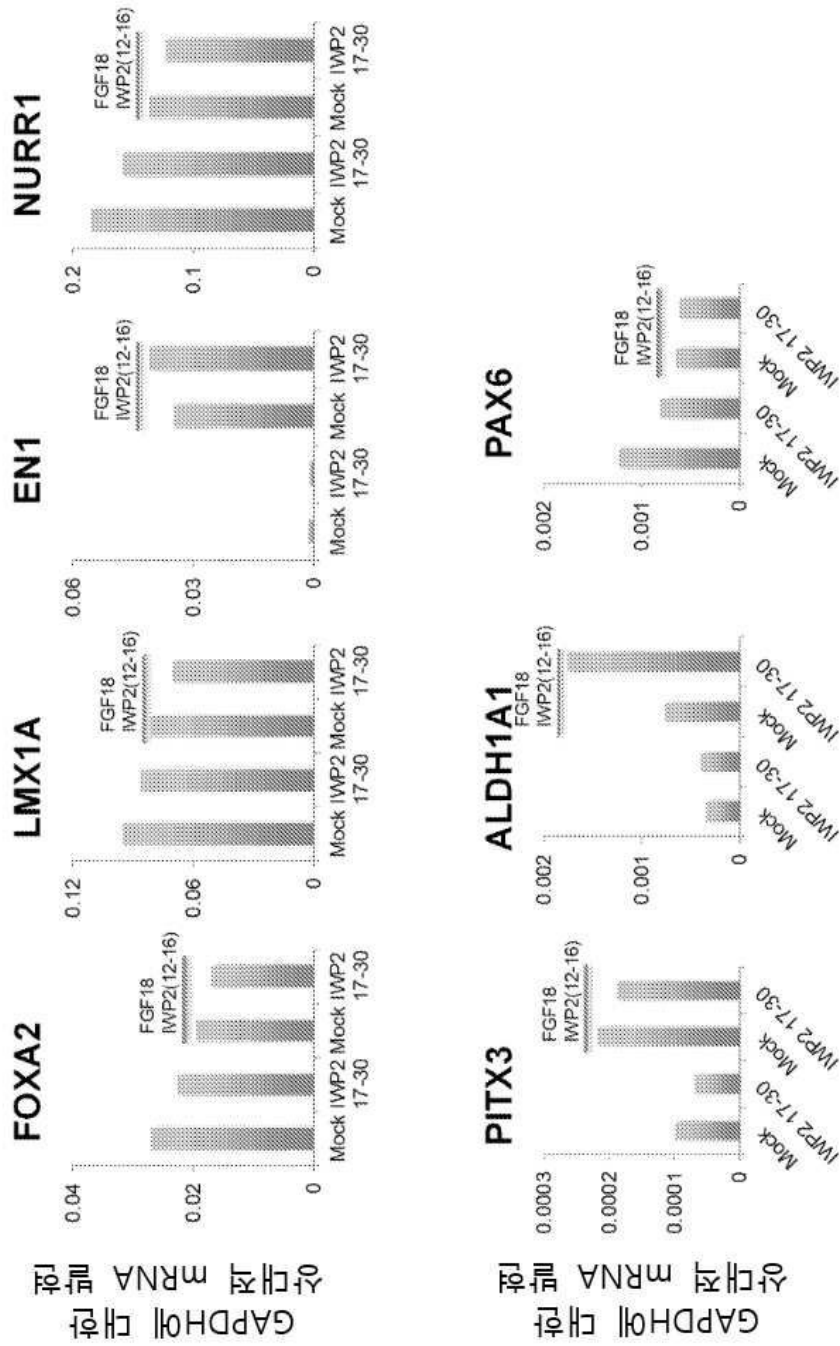 GAPDH에 대한
상대적 mRNA 발현
FOXA2
0.04
0.02
0
FGF18
IWP2(12-16)
Mock IWP2 Mock IWP2
17-30 17-30
LMX1A
0.12
0.06
0
FGF18
IWP2(12-16)
Mock IWP2 Mock IWP2
17-30 17-30
EN1
0.06
0.03
0
FGF18
IWP2(12-16)
Mock IWP2 Mock IWP2
17-30 17-30
NURR1
0.2
0.1
0
FGF18
IWP2(12-16)
Mock IWP2 Mock IWP2
17-30 17-30
GAPDH에 대한
상대적 mRNA 발현
PITX3
0.0003
0.0002
0.0001
0
FGF18
IWP2(12-16)
Mock
IWP2 17-30
Mock
IWP2 17-30
ALDH1A1
0.002
0.001
0
FGF18
IWP2(12-16)
Mock
IWP2 17-30
Mock
IWP2 17-30
PAX6
0.002
0.001
0
FGF18
IWP2(12-16)
Mock
IWP2 17-30
Mock
IWP2 17-30